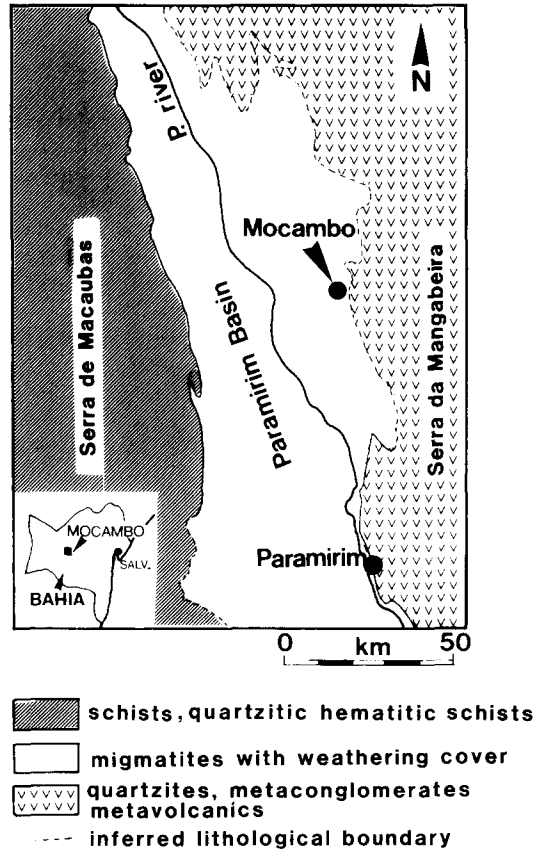 N
P. river
Mocambo
Serra de Macaubas
Paramirim Basin
Serra da Mangabeira
MOCAMBO
SALV.
BAHIA
Paramirim
0 km 50
schists, quartzitic hematitic schists
migmatites with weathering cover
quartzites, metaconglomerates
metavolcanics
inferred lithological boundary